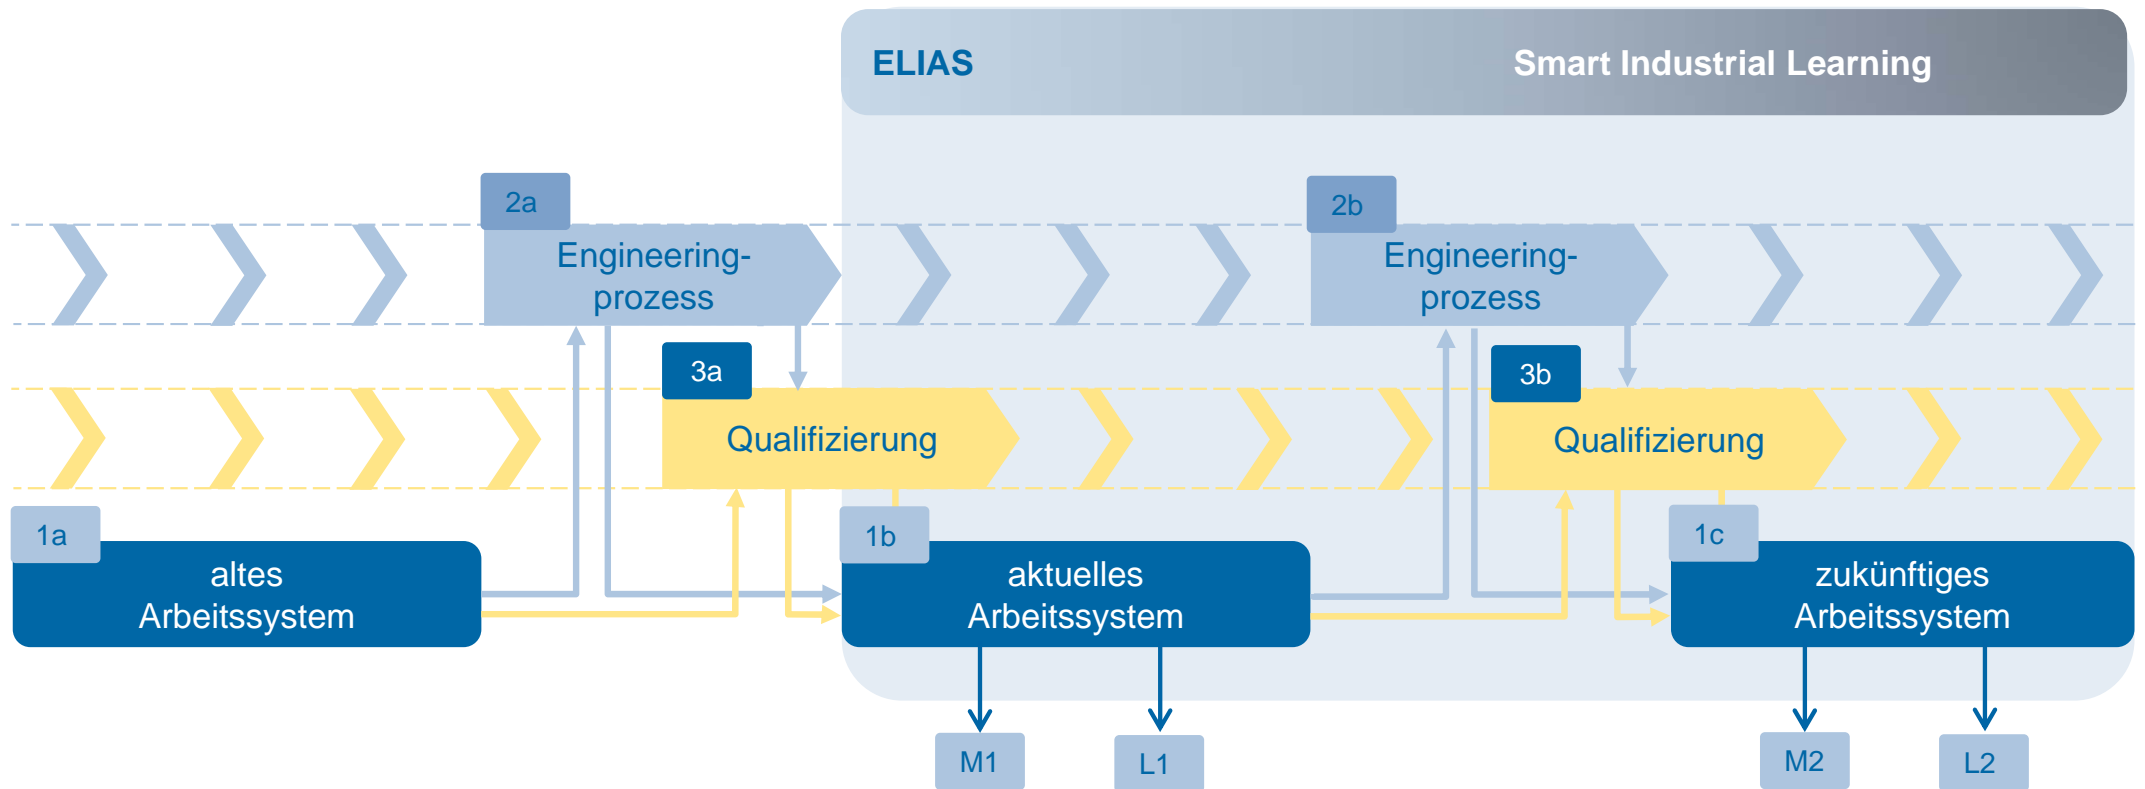 ELIAS
Smart Industrial Learning
2a
Engineering-
prozess
2b
Engineering-
prozess
3a
Qualifizierung
3b
Qualifizierung
1a
altes
Arbeitssystem
1b
aktuelles
Arbeitssystem
1c
zukünftiges
Arbeitssystem
M1
L1
M2
L2